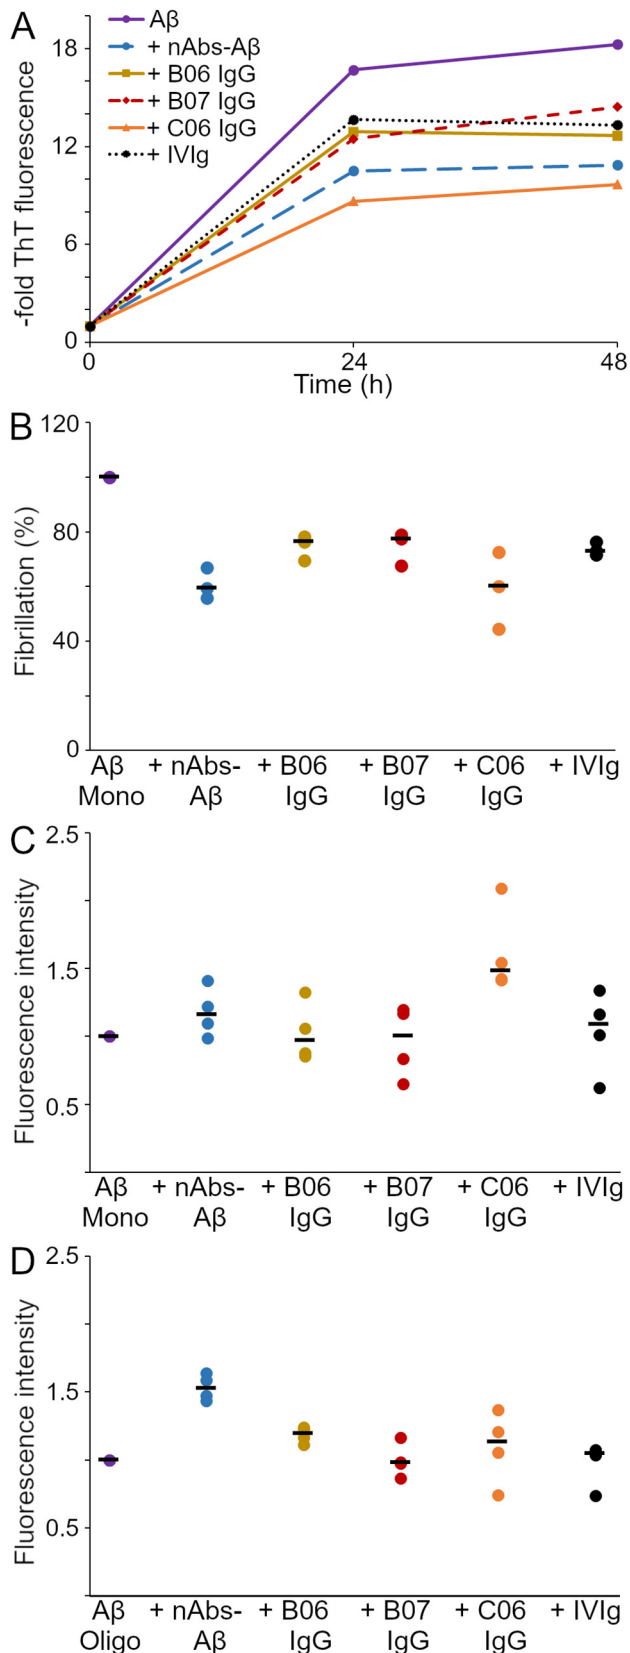 A
Aβ
+ nAbs-Aβ
+ B06 IgG
+ B07 IgG
+ C06 IgG
+ IVIg
-fold ThT fluorescence
18
12
6
0
0 24 48
Time (h)
B
Fibrillation (%)
120
80
40
0
Aβ + nAbs- + B06 + B07 + C06 + IVIg
Mono Aβ IgG IgG IgG
C
Fluorescence intensity
2.5
1.5
0.5
Aβ + nAbs- + B06 + B07 + C06 + IVIg
Mono Aβ IgG IgG IgG
D
Fluorescence intensity
2.5
1.5
0.5
Aβ + nAbs- + B06 + B07 + C06 + IVIg
Oligo Aβ IgG IgG IgG